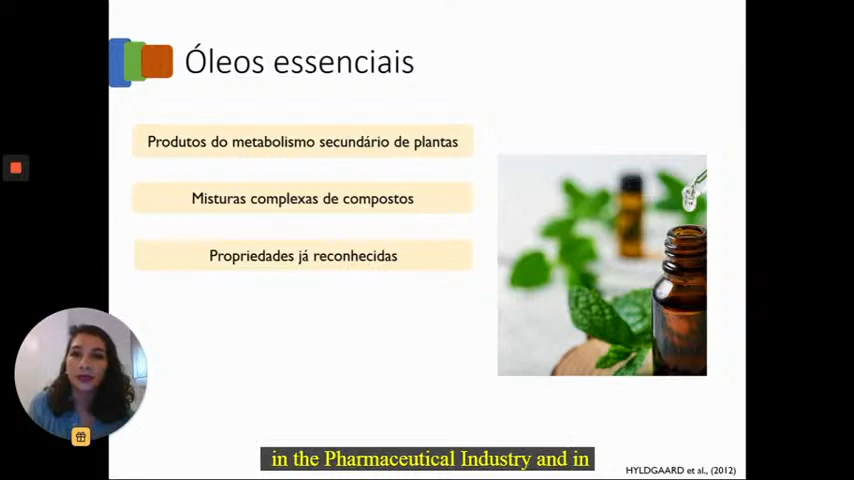 Óleos essenciais
Produtos do metabolismo secundário de plantas
Misturas complexas de compostos
Propriedades já reconhecidas
in the Pharmaceutical Industry and in
HYLDGAARD et al., (2012)